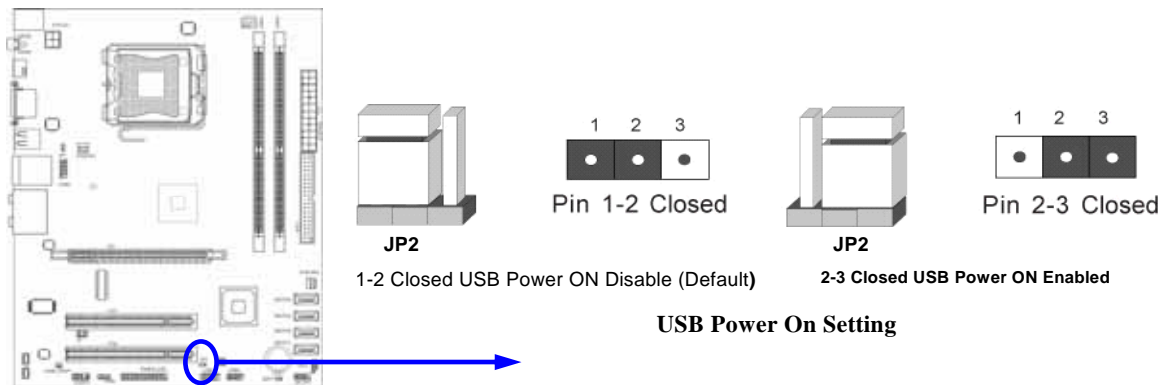 1 2 3
Pin 1-2 Closed
JP2
1-2 Closed USB Power ON Disable (Default)
1 2 3
Pin 2-3 Closed
JP2
2-3 Closed USB Power ON Enabled
USB Power On Setting